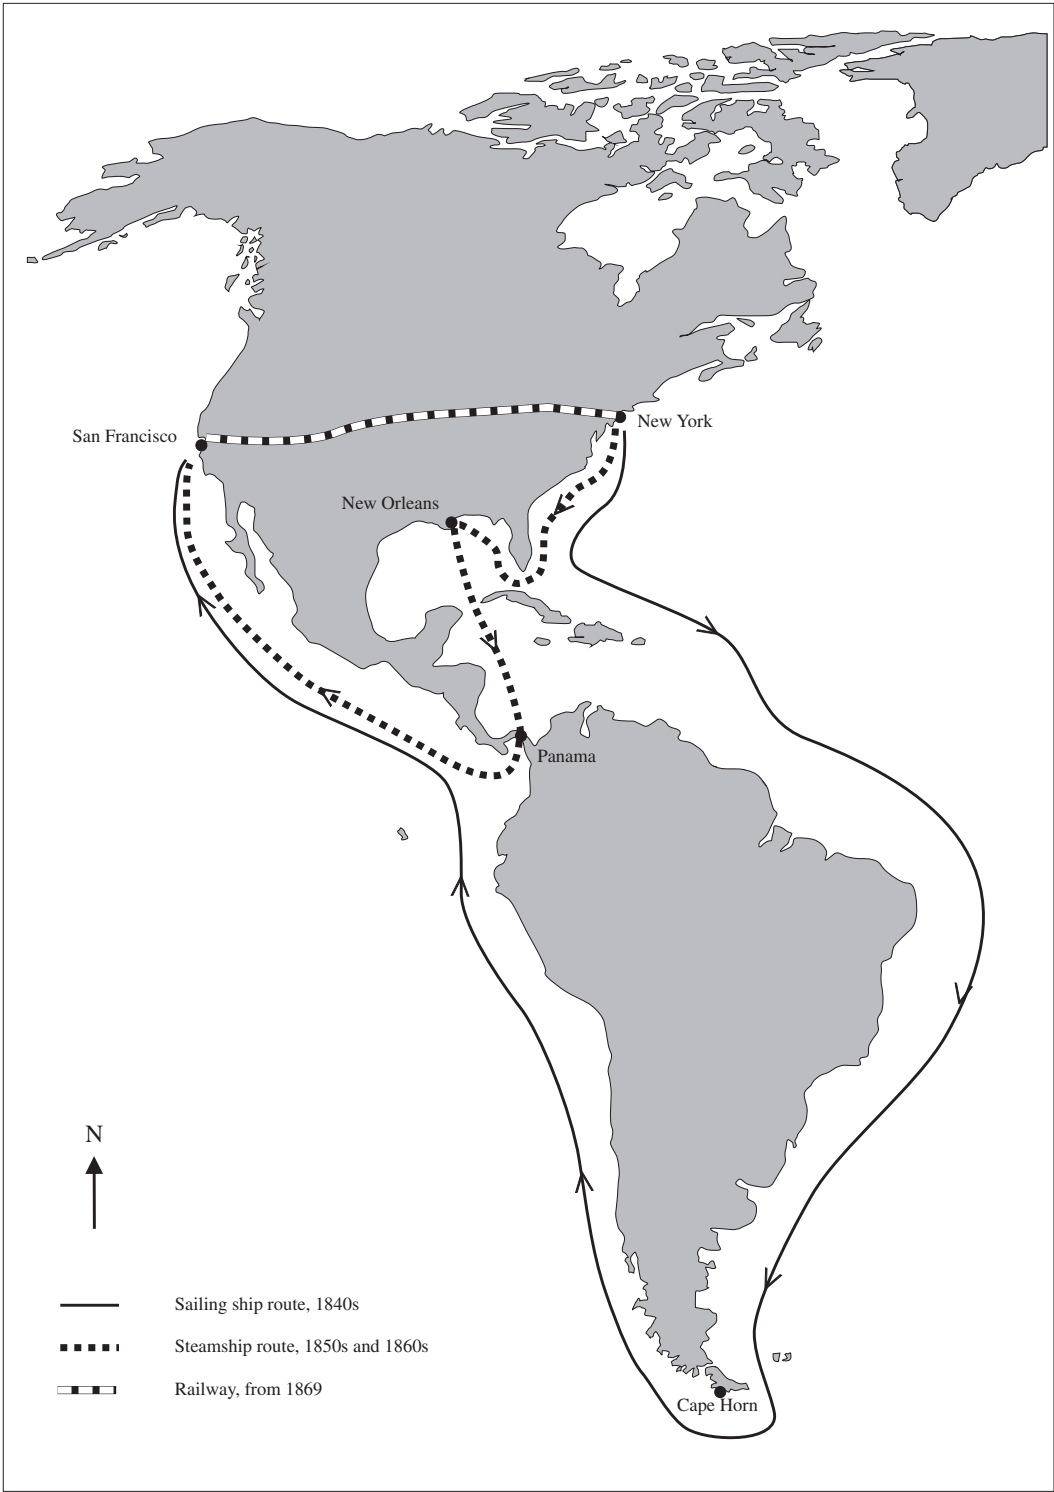 New York
San Francisco
New Orleans
Panama
N
Sailing ship route, 1840s
Steamship route, 1850s and 1860s
Railway, from 1869
Cape Horn